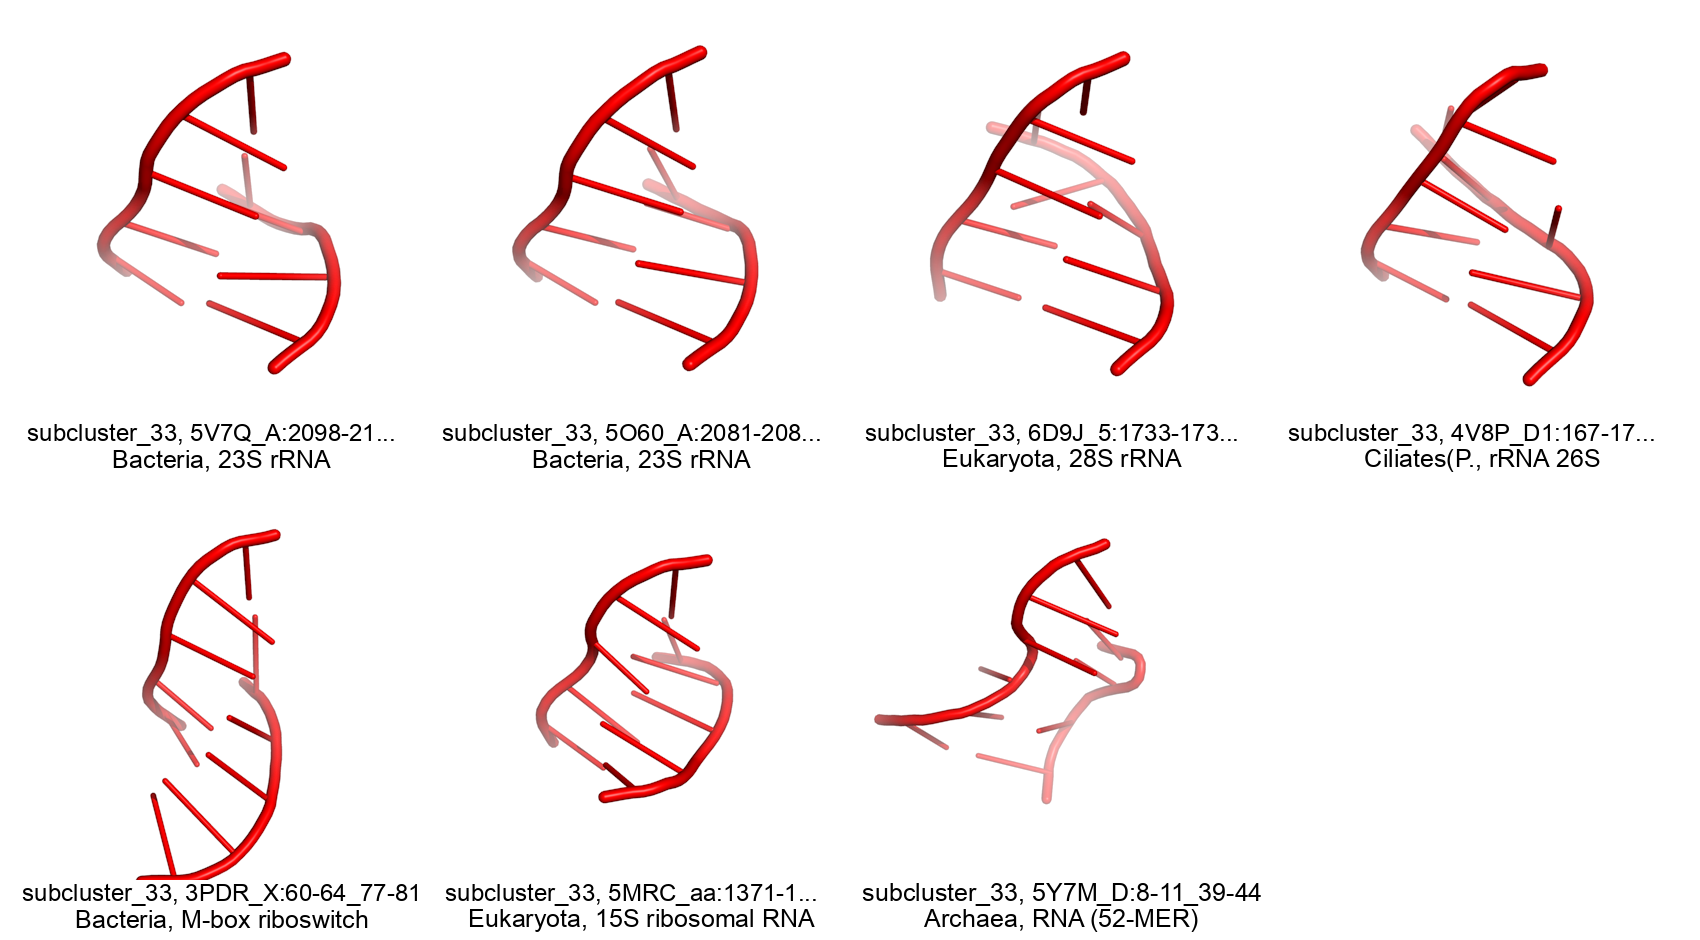 subcluster_33, 5V7Q_A:2098-21...
Bacteria, 23S rRNA
subcluster_33, 5O60_A:2081-208...
Bacteria, 23S rRNA
subcluster_33, 6D9J_5:1733-173...
Eukaryota, 28S rRNA
subcluster_33, 4V8P_D1:167-17...
Ciliates(P., rRNA 26S
subcluster_33, 3PDR_X:60-64_77-81
Bacteria, M-box riboswitch
subcluster_33, 5MRC_aa:1371-1...
Eukaryota, 15S ribosomal RNA
subcluster_33, 5Y7M_D:8-11_39-44
Archaea, RNA (52-MER)